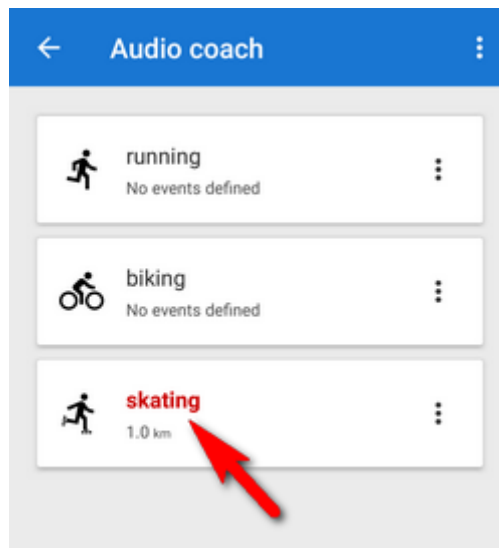 Audio coach
running
No events defined
biking
No events defined
skating
1.0 km